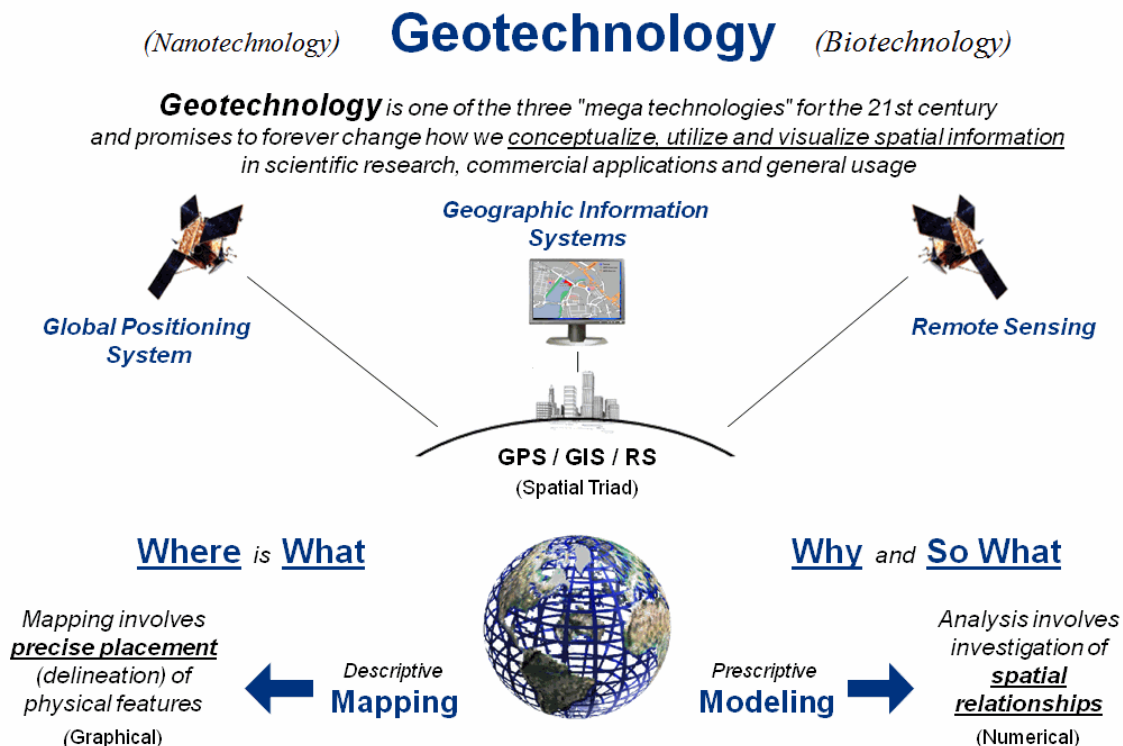 (Nanotechnology) Geotechnology (Biotechnology)
Geotechnology is one of the three "mega technologies" for the 21st century
and promises to forever change how we conceptualize, utilize and visualize spatial information
in scientific research, commercial applications and general usage
Geographic Information
Systems
Global Positioning
System
Remote Sensing
GPS / GIS / RS
(Spatial Triad)
Where is What
Why and So What
Mapping involves
precise placement
(delineation) of
physical features
(Graphical)
Descriptive
Mapping
Prescriptive
Modeling
Analysis involves
investigation of
spatial
relationships
(Numerical)